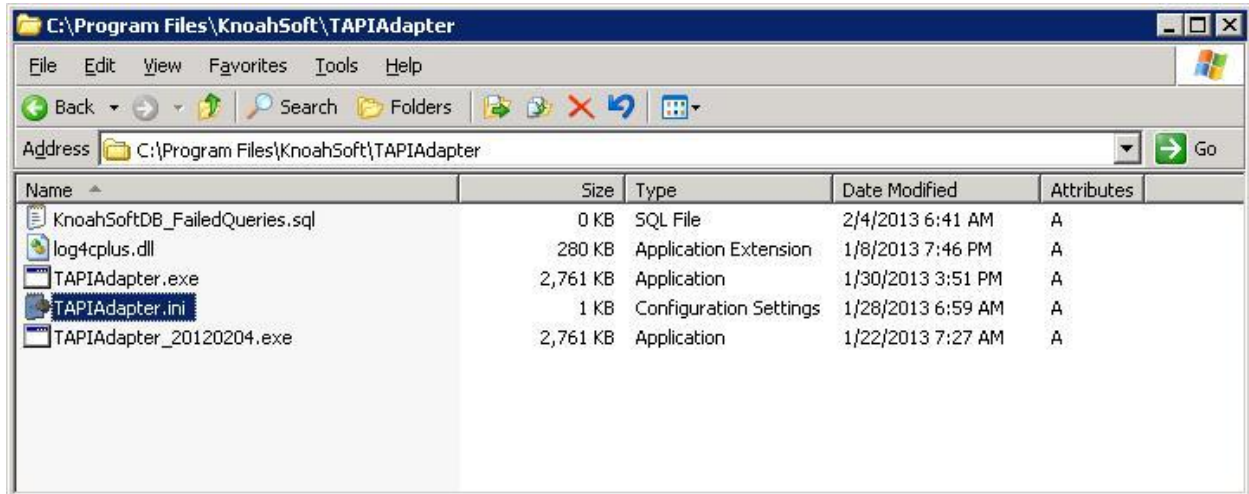 C:\Program Files\KnoahSoft\TAPIAdapter
File Edit View Favorites Tools Help
Back Search Folders
Address C:\Program Files\KnoahSoft\TAPIAdapter Go
Name Size Type Date Modified Attributes
KnoahSoftDB_FailedQueries.sql 0 KB SQL File 2/4/2013 6:41 AM A
log4cplus.dll 280 KB Application Extension 1/8/2013 7:46 PM A
TAPIAdapter.exe 2,761 KB Application 1/30/2013 3:51 PM A
TAPIAdapter.ini 1 KB Configuration Settings 1/28/2013 6:59 AM A
TAPIAdapter_20120204.exe 2,761 KB Application 1/22/2013 7:27 AM A